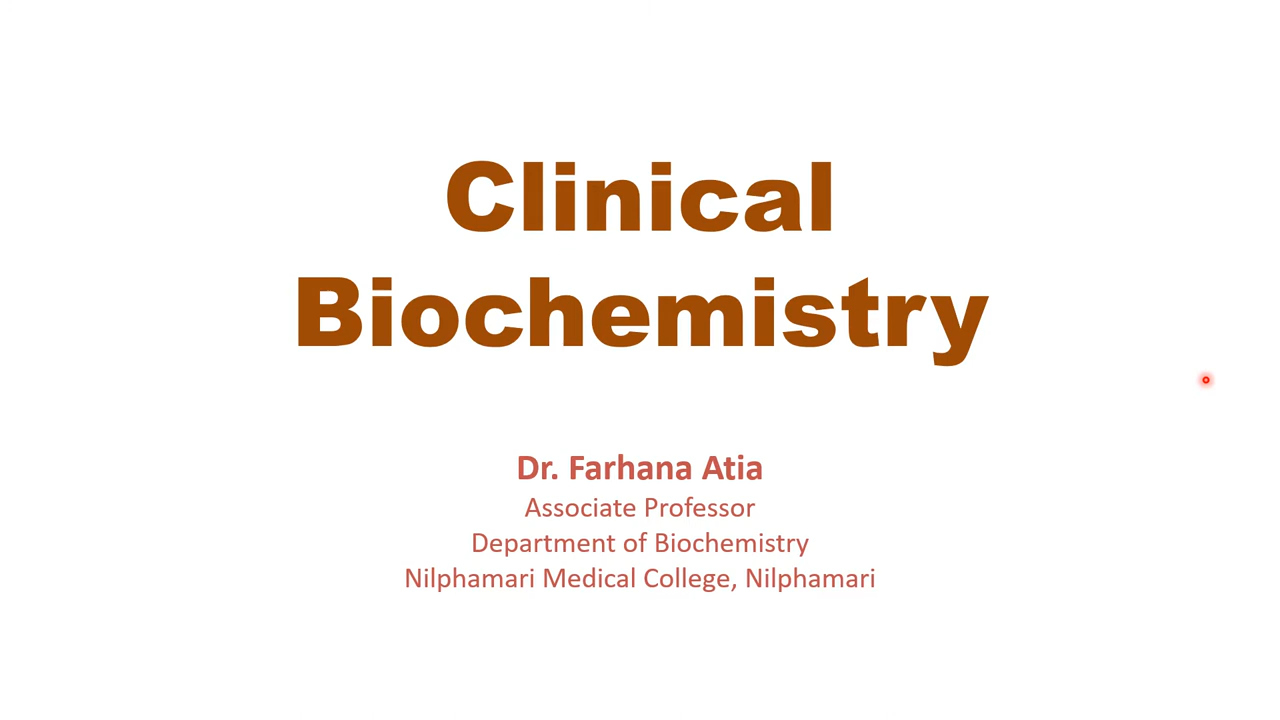 Clinical
Biochemistry
Dr. Farhana Atia
Associate Professor
Department of Biochemistry
Nilphamari Medical College, Nilphamari